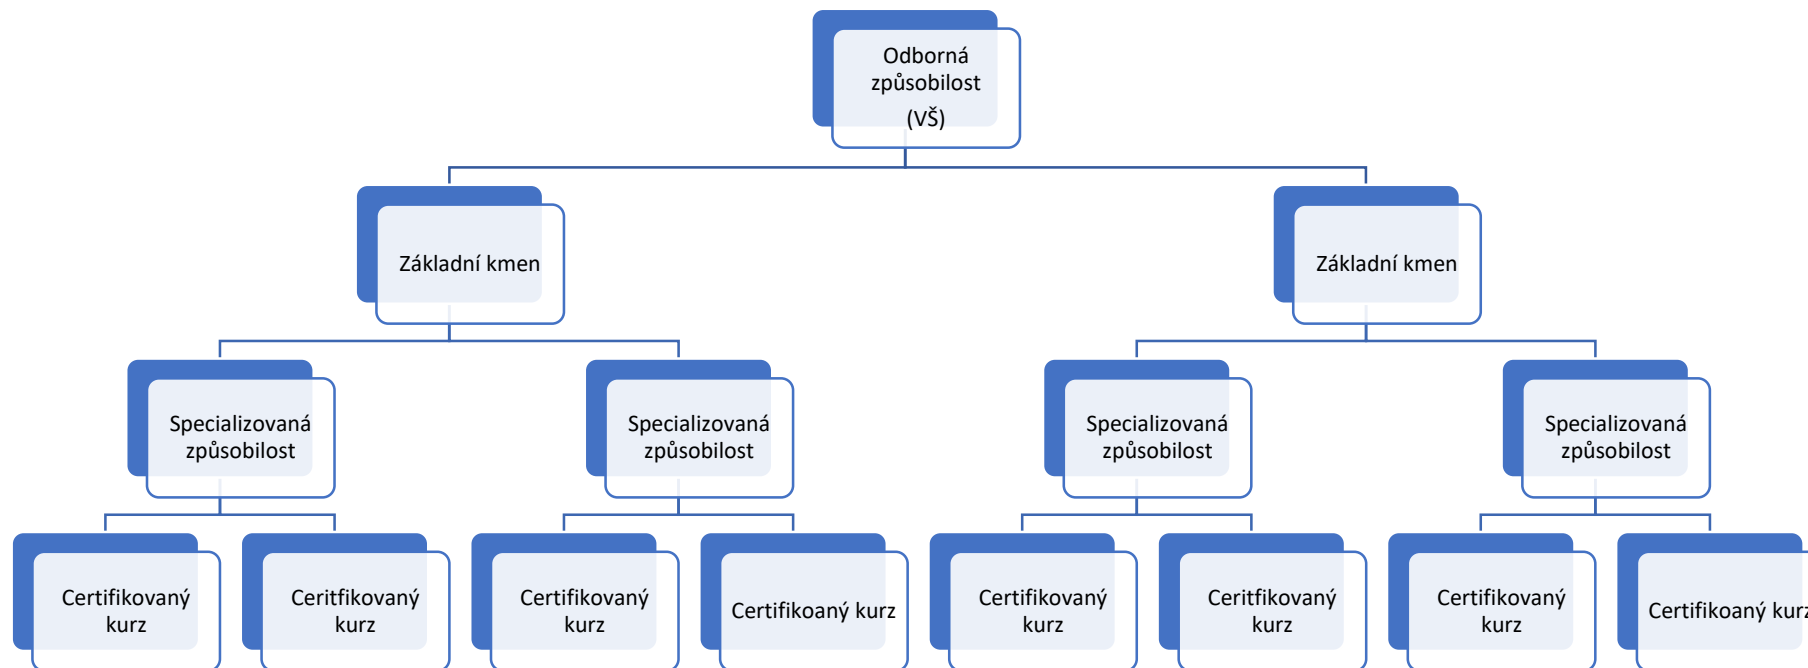 Odborná
způsobilost
(VŠ)
Základní kmen
Základní kmen
Specializovaná
způsobilost
Specializovaná
způsobilost
Specializovaná
způsobilost
Specializovaná
způsobilost
Certifikovaný
kurz
Ceritfikovaný
kurz
Certifikovaný
kurz
Certifikoaný kurz
Certifikovaný
kurz
Ceritfikovaný
kurz
Certifikovaný
kurz
Certifikoaný kurz